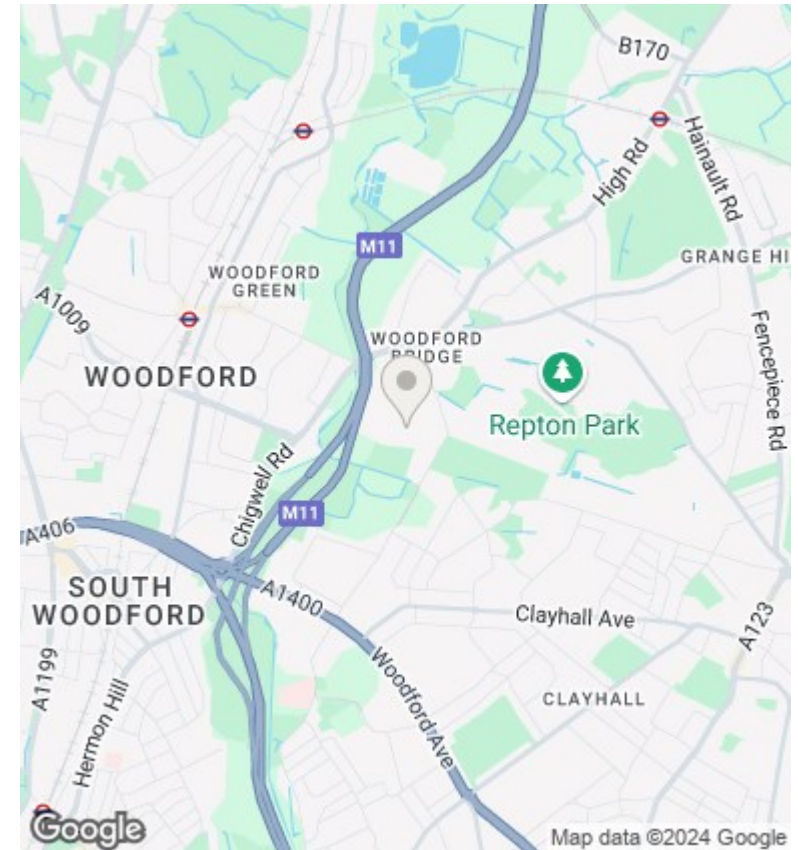 B170
High Rd
Hainault Rd
M11
GRANGE HI
WOODFORD
GREEN
A1009
WOODFORD
BRIDGE
Fencepiece Rd
WOODFORD
Repton Park
Chigwell Rd
M11
A406
SOUTH
WOODFORD
A1400
Clayhall Ave
A123
A1199
Hermon Hill
Woodford Ave
CLAYHALL
Google
Map data ©2024 Google